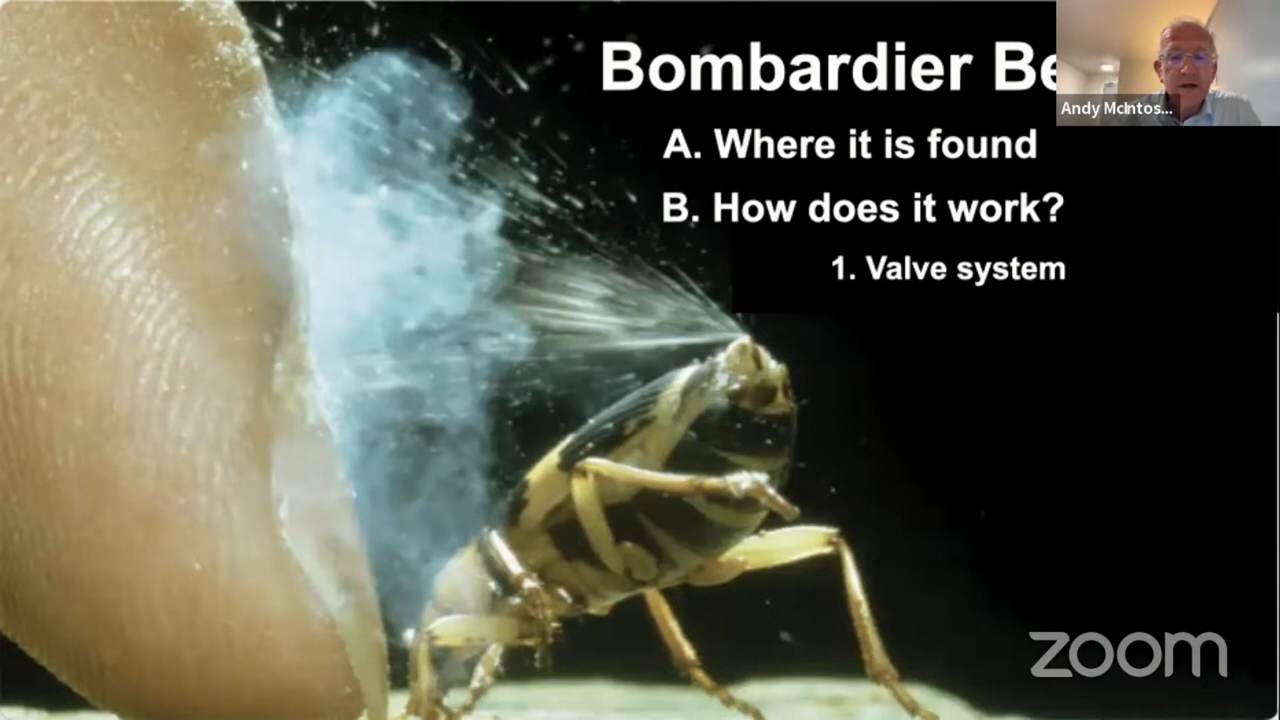 Bombardier Be
A. Where it is found
B. How does it work?
1. Valve system
Andy McIntos...
zoom